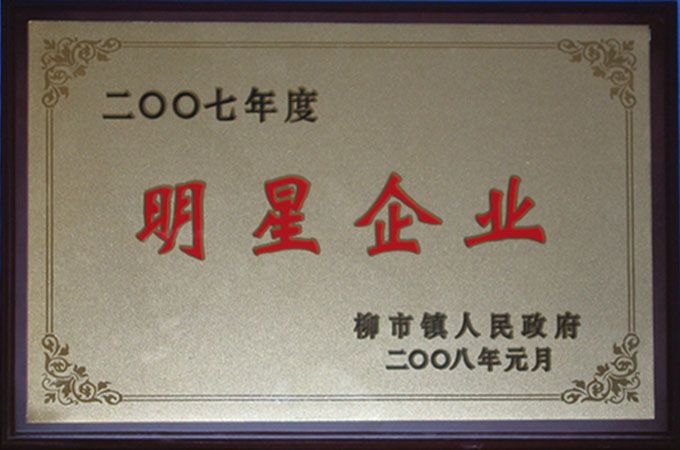 二〇〇七年度
明星企业
柳市镇人民政府
二〇〇八年元月